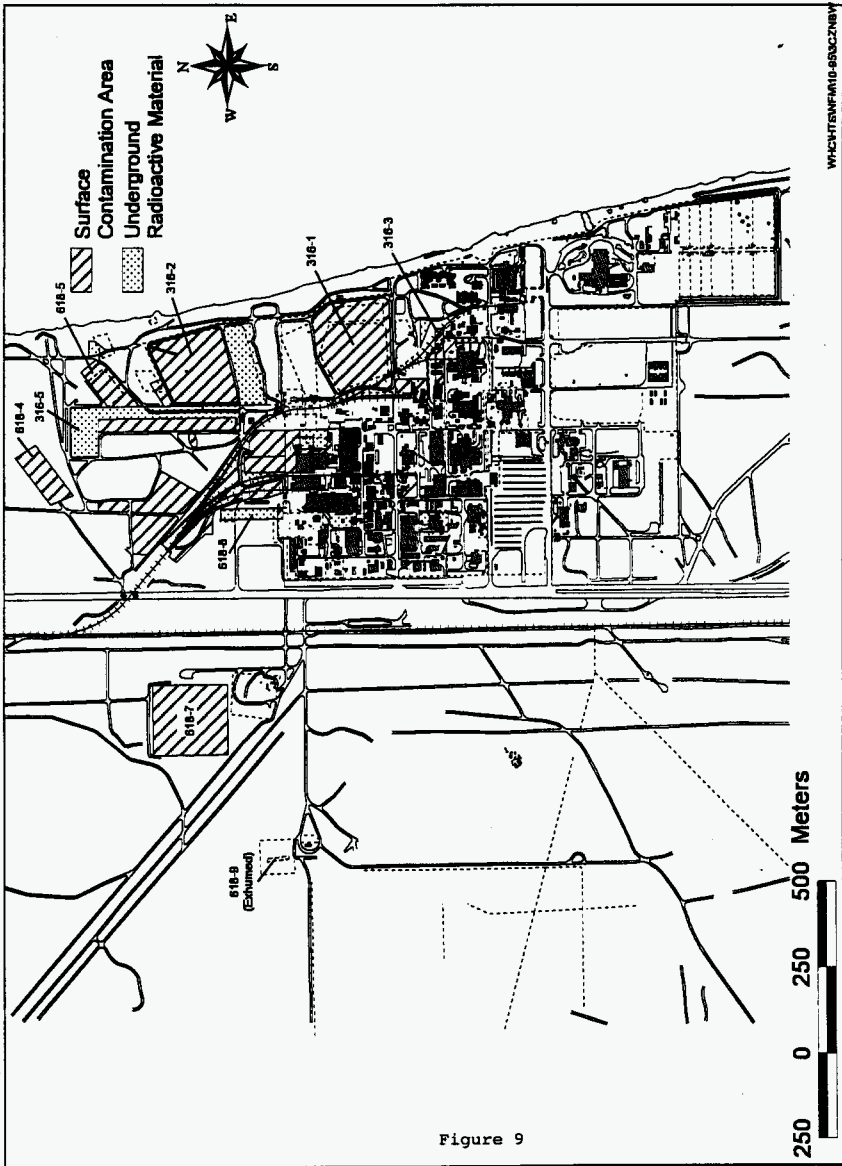 Surface
Contamination Area
Underground
Radioactive Material
N
E
S
W
618-5
316-2
618-4
316-5
316-1
316-3
618-8
618-7
618-9
(Exhumed)
250 0 250 500 Meters
Figure 9